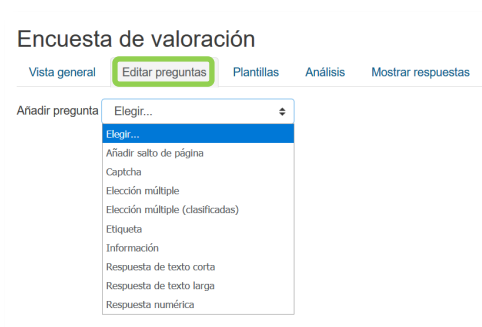 Encuesta de valoración
Vista general Editar preguntas Plantillas Análisis Mostrar respuestas
Añadir pregunta Elegir...
Elegir...
Añadir salto de página
Captcha
Elección múltiple
Elección múltiple (clasificadas)
Etiqueta
Información
Respuesta de texto corta
Respuesta de texto larga
Respuesta numérica